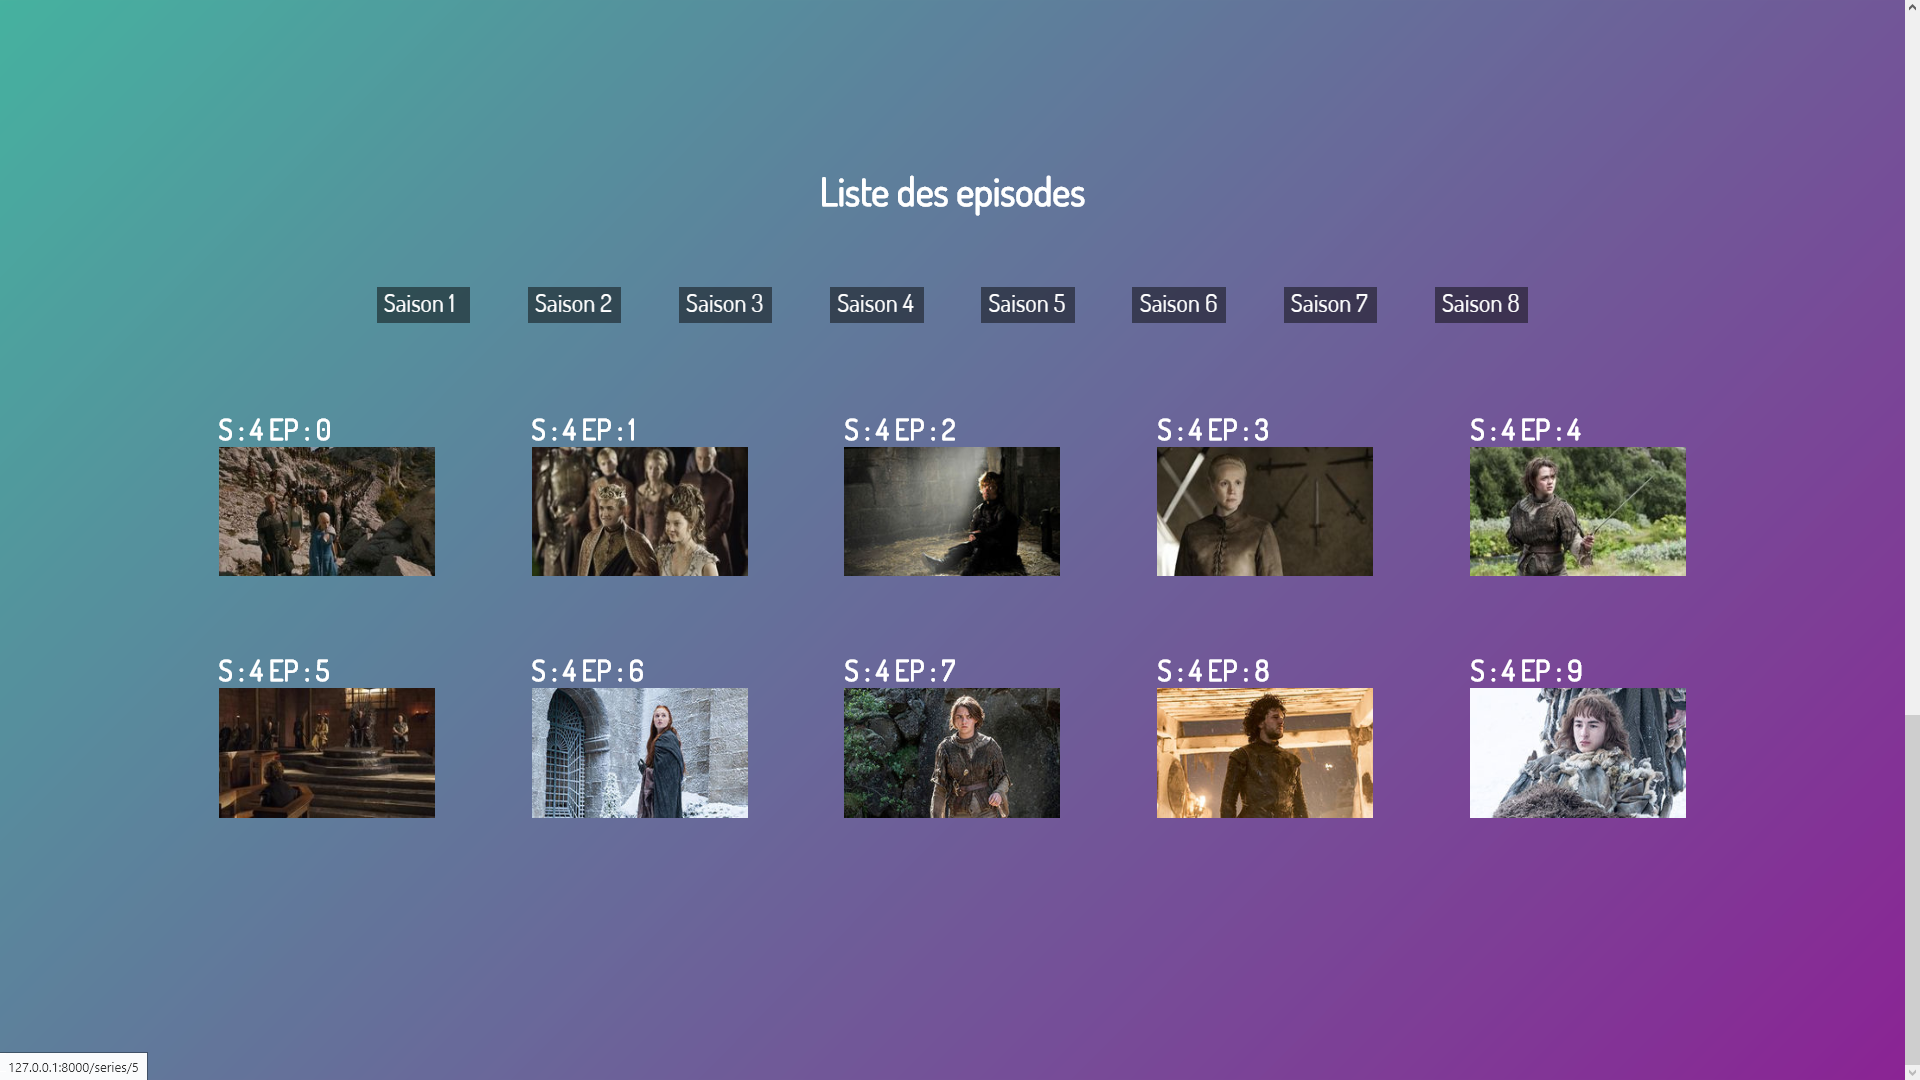 Liste des episodes
Saison 1 Saison 2 Saison 3 Saison 4 Saison 5 Saison 6 Saison 7 Saison 8
S : 4 EP : 0 S : 4 EP : 1 S : 4 EP : 2 S : 4 EP : 3 S : 4 EP : 4
S : 4 EP : 5 S : 4 EP : 6 S : 4 EP : 7 S : 4 EP : 8 S : 4 EP : 9
127.0.0.1:8000/series/5